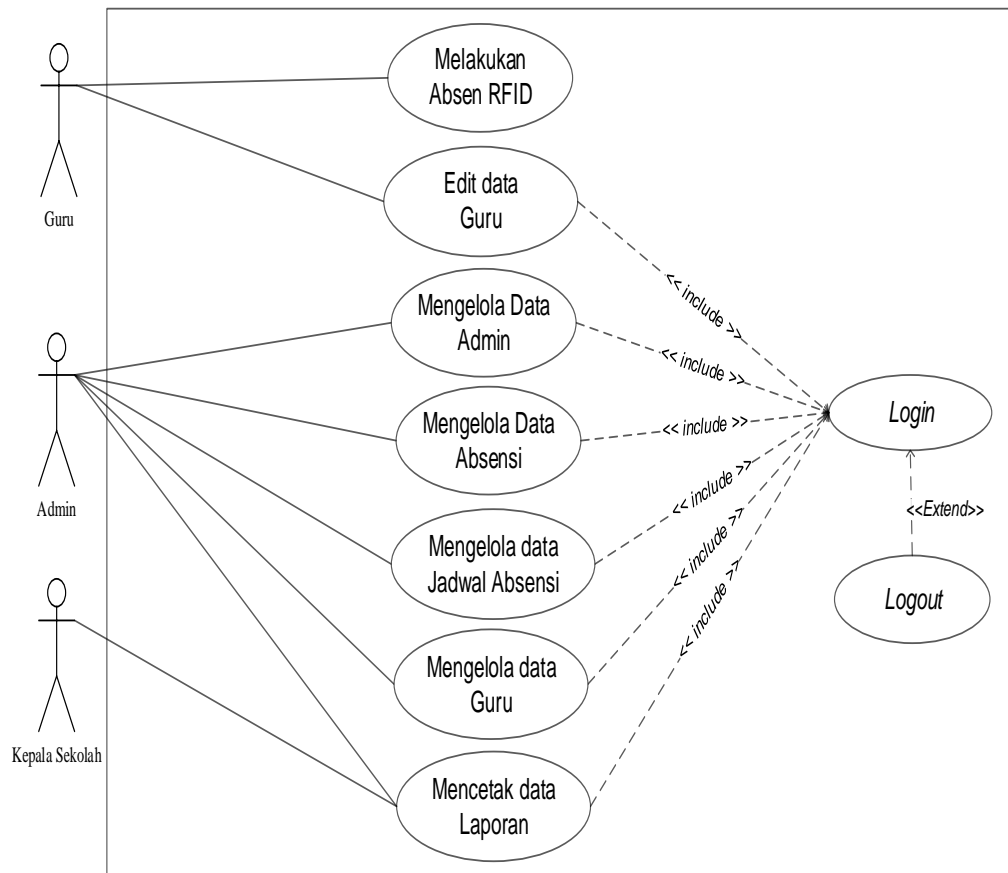 Melakukan
Absen RFID
Guru
Edit data
Guru
<< include >>
Mengelola Data
Admin
<< include >>
Admin
Mengelola Data
Absensi
<< include >>
Login
<<Extend>>
Logout
Mengelola data
Jadwal Absensi
<< include >>
Mengelola data
Guru
<< include >>
Kepala Sekolah
Mencetak data
Laporan
<< include >>